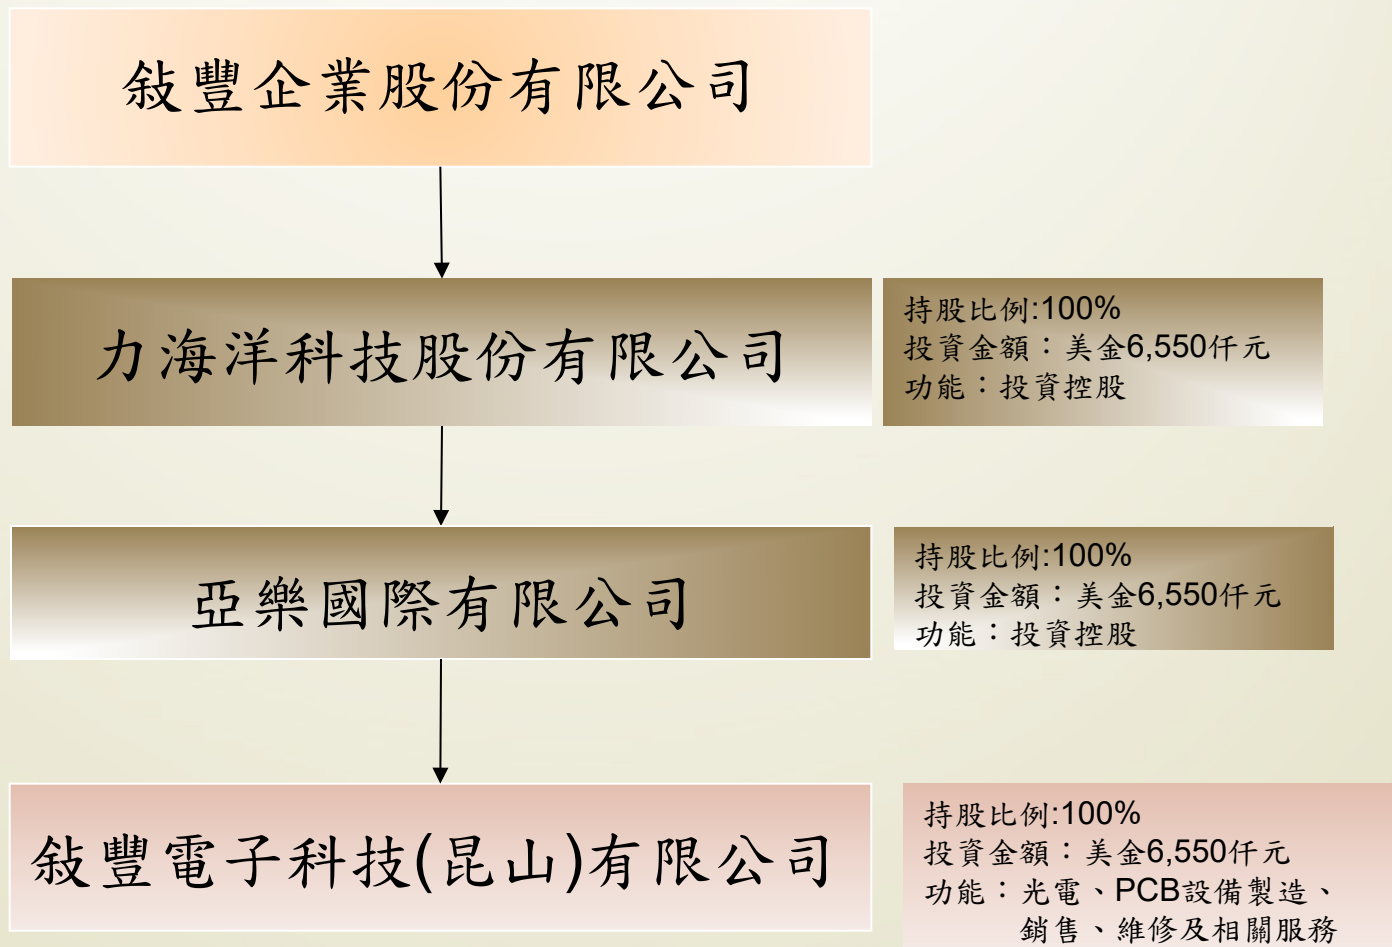 敍豐企業股份有限公司
力海洋科技股份有限公司
持股比例:100%
投資金額：美金6,550仟元
功能：投資控股
亞樂國際有限公司
持股比例:100%
投資金額：美金6,550仟元
功能：投資控股
敍豐電子科技(昆山)有限公司
持股比例:100%
投資金額：美金6,550仟元
功能：光電、PCB設備製造、
銷售、維修及相關服務